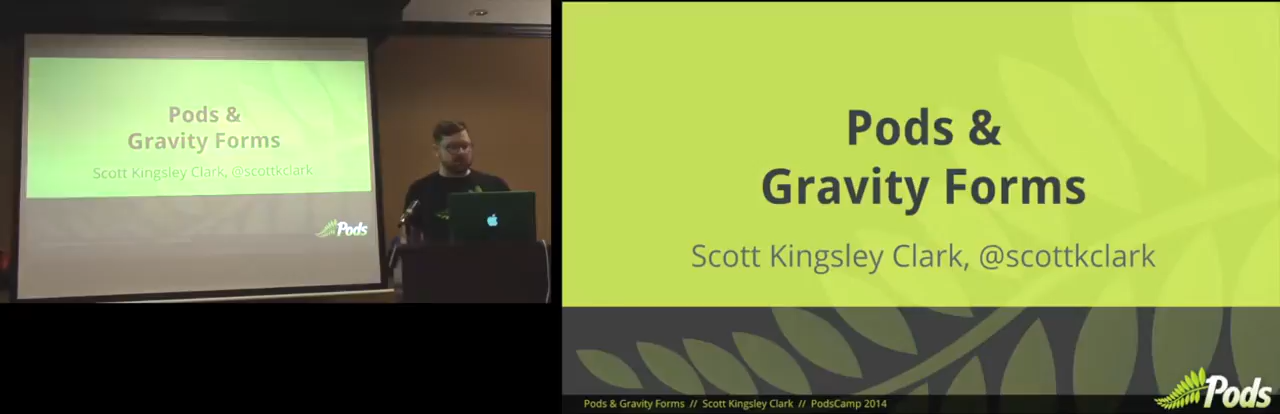 Pods &
Gravity Forms
Scott Kingsley Clark, @scottkclark
Pods
Pods &
Gravity Forms
Scott Kingsley Clark, @scottkclark
Pods & Gravity Forms // Scott Kingsley Clark // PodsCamp 2014
Pods